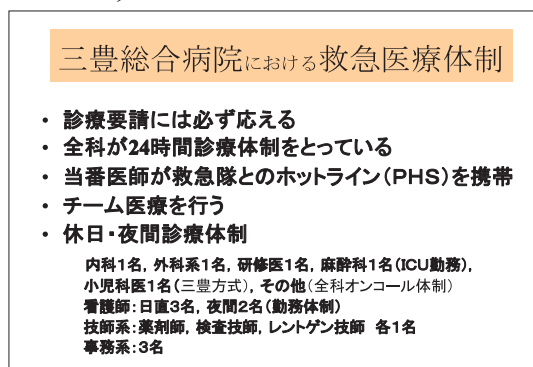 三豊総合病院における救急医療体制
・ 診療要請には必ず応える
・ 全科が24時間診療体制をとっている
・ 当番医師が救急隊とのホットライン（PHS）を携帯
・ チーム医療を行う
・ 休日・夜間診療体制
内科1名，外科系1名，研修医1名，麻酔科1名（ICU勤務），
小児科医1名（三豊方式），その他（全科オンコール体制）
看護師：日直3名，夜間2名（勤務体制）
技師系：薬剤師，検査技師，レントゲン技師 各1名
事務系：3名